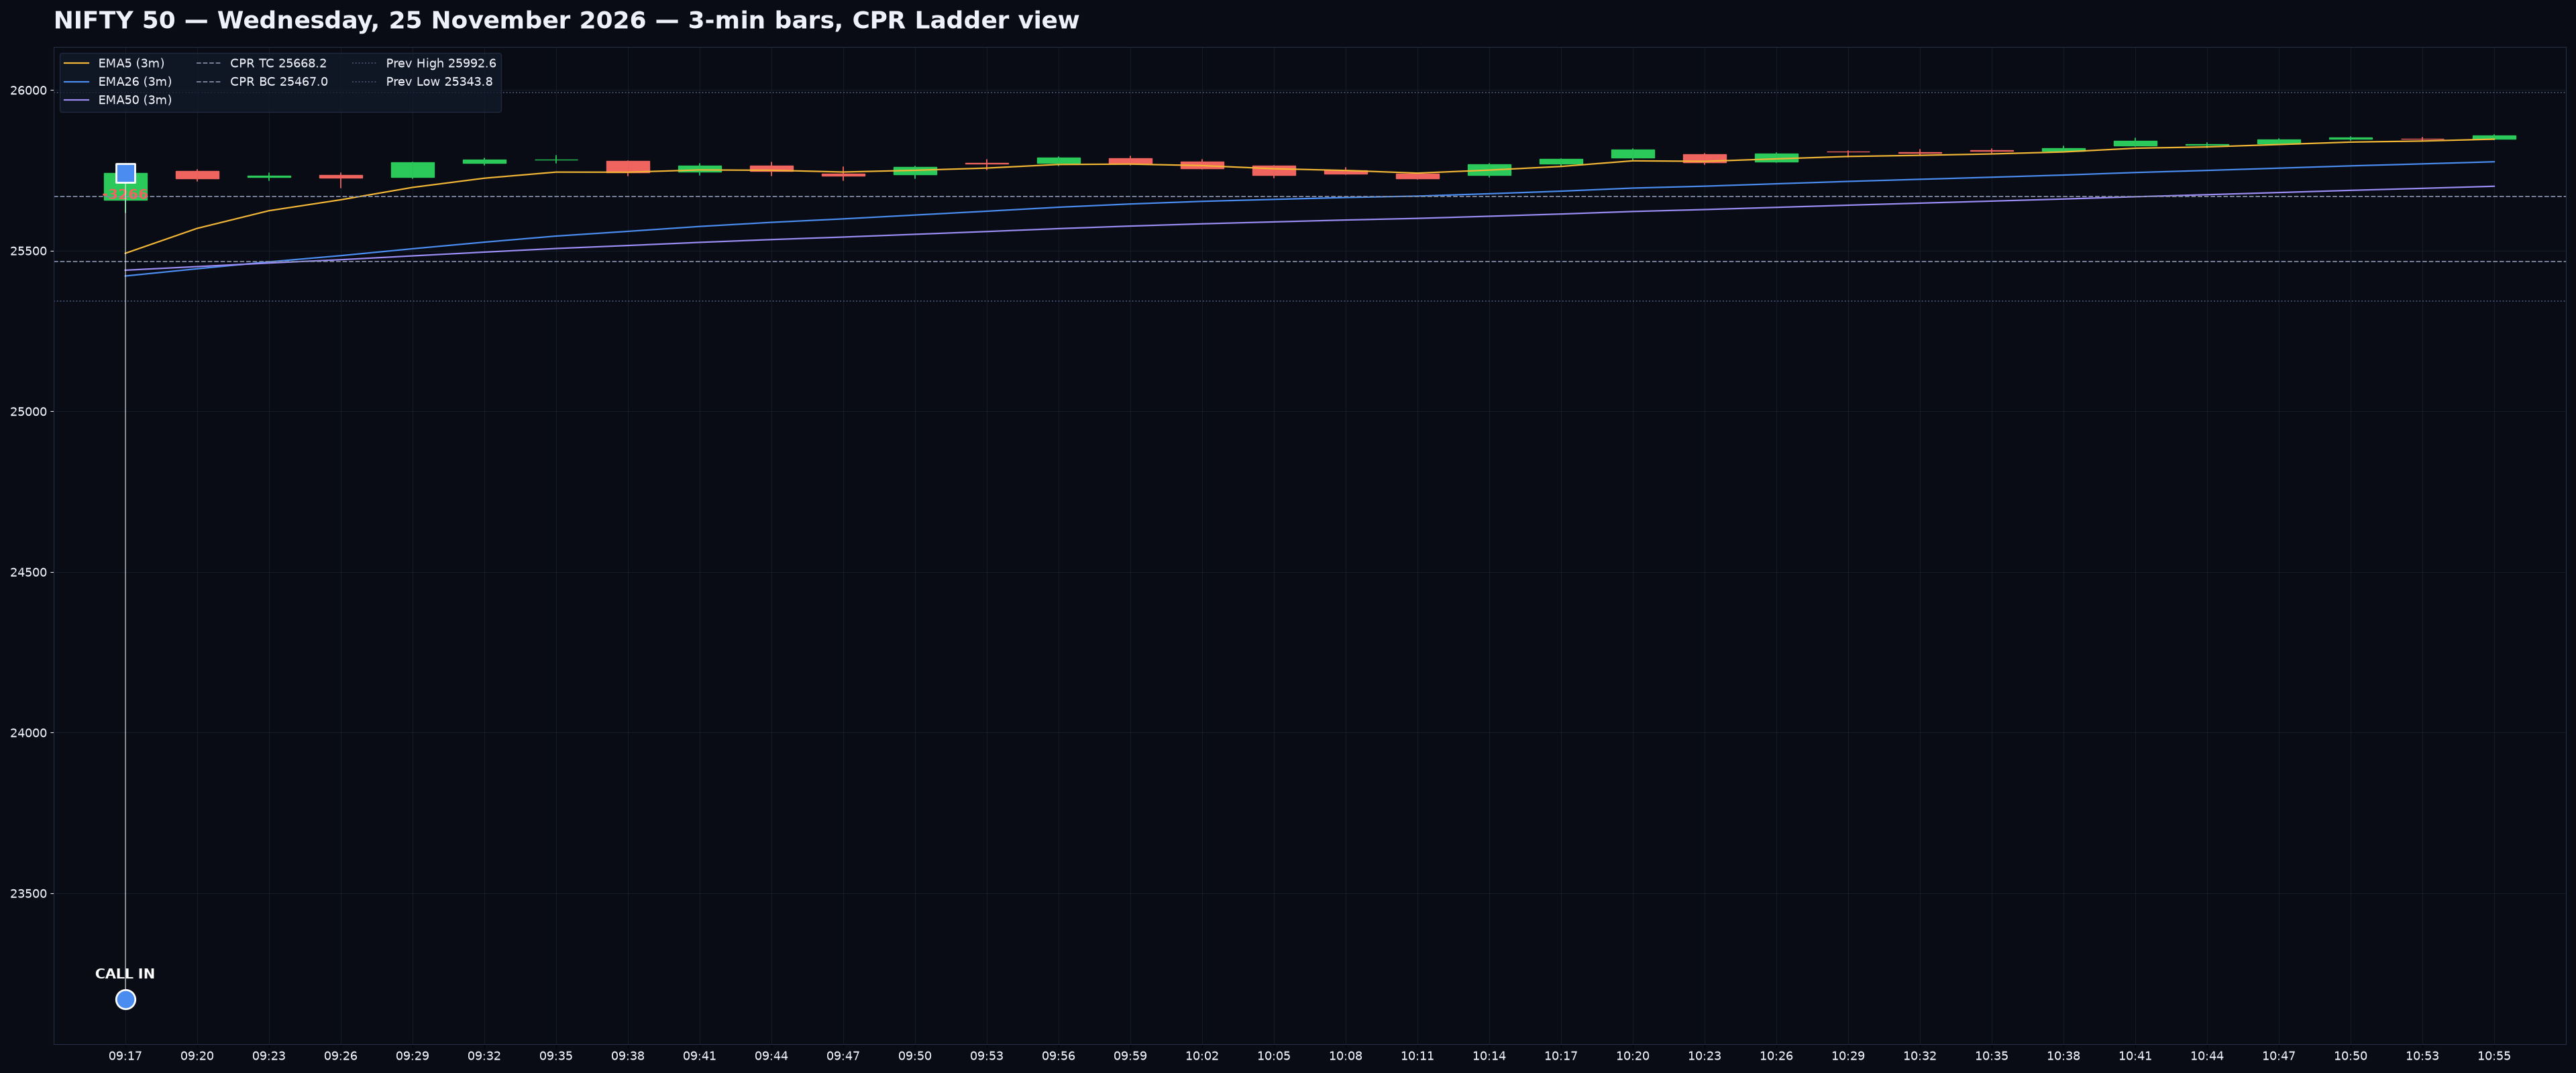 NIFTY 50 — Wednesday, 25 November 2026 — 3-min bars, CPR Ladder view
EMA5 (3m) CPR TC 25668.2 Prev High 25992.6
EMA26 (3m) CPR BC 25467.0 Prev Low 25343.8
EMA50 (3m)
26000
25500
25000
24500
24000
23500
CALL IN
09:17 09:20 09:23 09:26 09:29 09:32 09:35 09:38 09:41 09:44 09:47 09:50 09:53 09:56 09:59 10:02 10:05 10:08 10:11 10:14 10:17 10:20 10:23 10:26 10:29 10:32 10:35 10:38 10:41 10:44 10:47 10:50 10:53 10:55